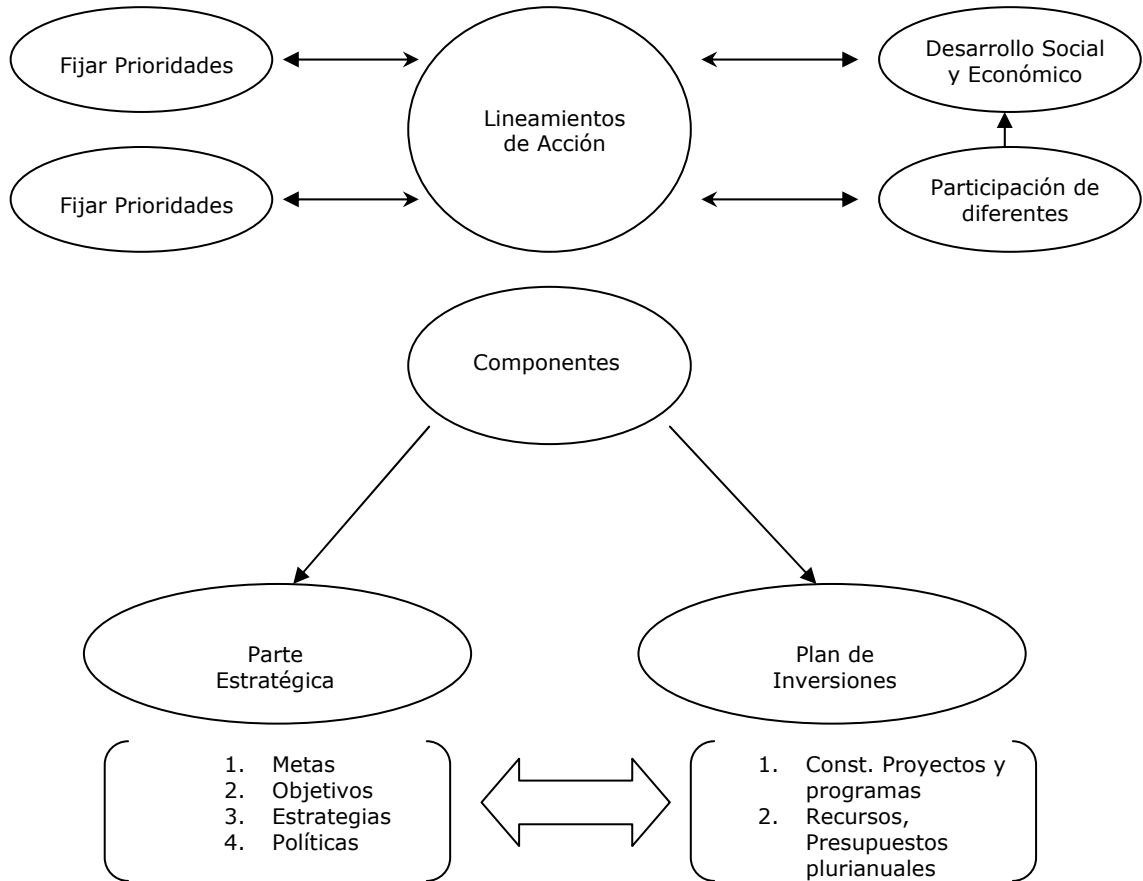 Fijar Prioridades
Lineamientos
de Acción
Desarrollo Social
y Económico
Fijar Prioridades
Participación de
diferentes
Componentes
Parte
Estratégica
Plan de
Inversiones
1. Metas
2. Objetivos
3. Estrategias
4. Políticas
1. Const. Proyectos y
programas
2. Recursos,
Presupuestos
plurianuales